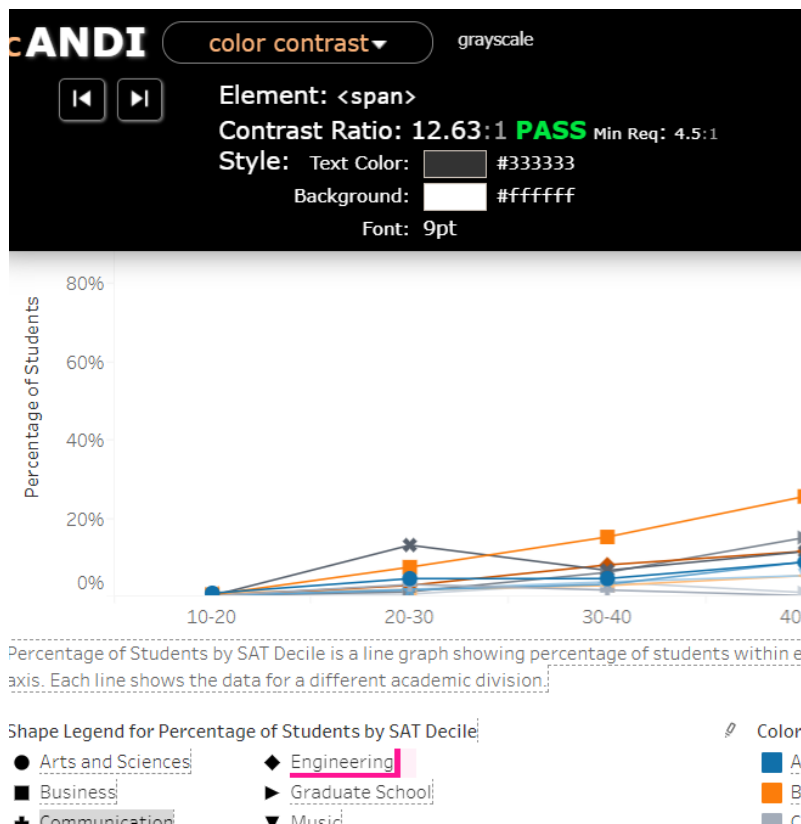 cANDI color contrast grayscale
Element: <span>
Contrast Ratio: 12.63:1 PASS Min Req: 4.5:1
Style: Text Color: #333333
Background: #ffffff
Font: 9pt
Percentage of Students
80%
60%
40%
20%
0%
10-20 20-30 30-40 40
Percentage of Students by SAT Decile is a line graph showing percentage of students within e
axis. Each line shows the data for a different academic division.
Shape Legend for Percentage of Students by SAT Decile
Arts and Sciences Engineering
Business Graduate School
Communication Music
Color
A
B
C